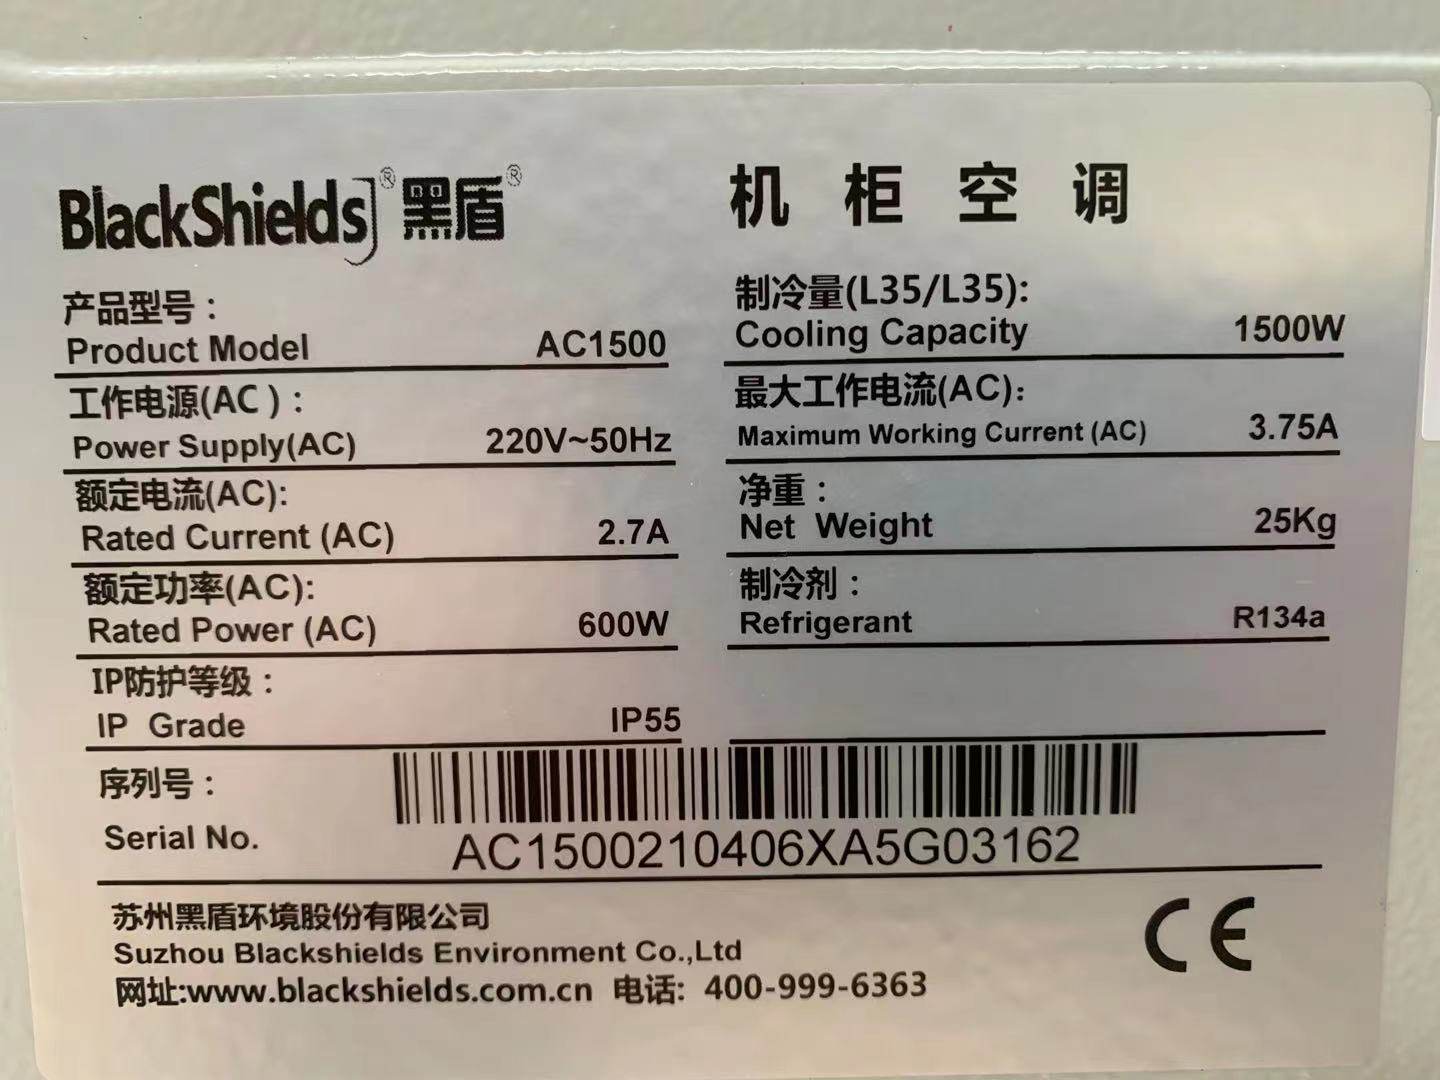 BlackShields® 黑盾®
机柜空调
产品型号：
Product Model AC1500
工作电源(AC)：
Power Supply(AC) 220V~50Hz
额定电流(AC):
Rated Current (AC) 2.7A
额定功率(AC):
Rated Power (AC) 600W
IP防护等级：
IP Grade IP55
制冷量(L35/L35):
Cooling Capacity 1500W
最大工作电流(AC):
Maximum Working Current (AC) 3.75A
净重：
Net Weight 25Kg
制冷剂：
Refrigerant R134a
序列号：
Serial No.
AC1500210406XA5G03162
苏州黑盾环境股份有限公司
Suzhou Blackshields Environment Co.,Ltd
网址:www.blackshields.com.cn 电话: 400-999-6363
CE